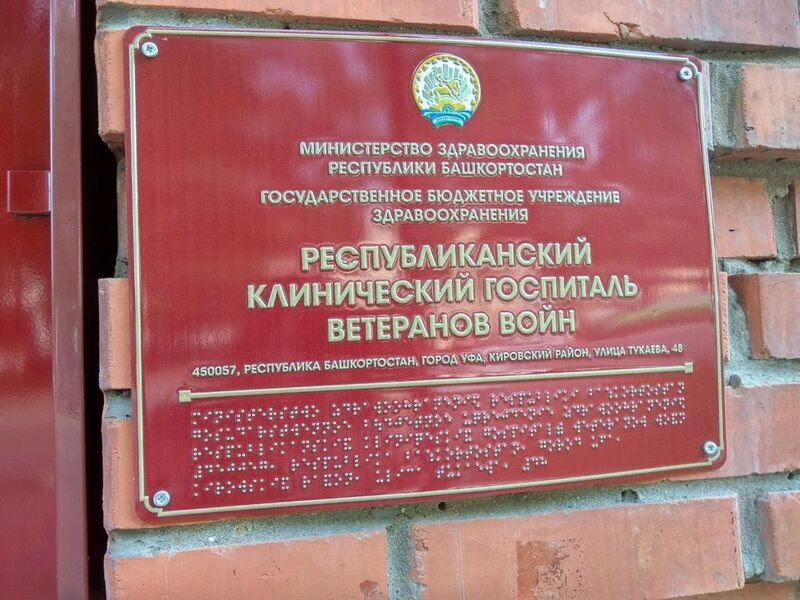 МИНИСТЕРСТВО ЗДРАВООХРАНЕНИЯ
РЕСПУБЛИКИ БАШКОРТОСТАН
ГОСУДАРСТВЕННОЕ БЮДЖЕТНОЕ УЧРЕЖДЕНИЕ
ЗДРАВООХРАНЕНИЯ
РЕСПУБЛИКАНСКИЙ
КЛИНИЧЕСКИЙ ГОСПИТАЛЬ
ВЕТЕРАНОВ ВОЙН
450057, РЕСПУБЛИКА БАШКОРТОСТАН, ГОРОД УФА, КИРОВСКИЙ РАЙОН, УЛИЦА ТУКАЕВА, 48